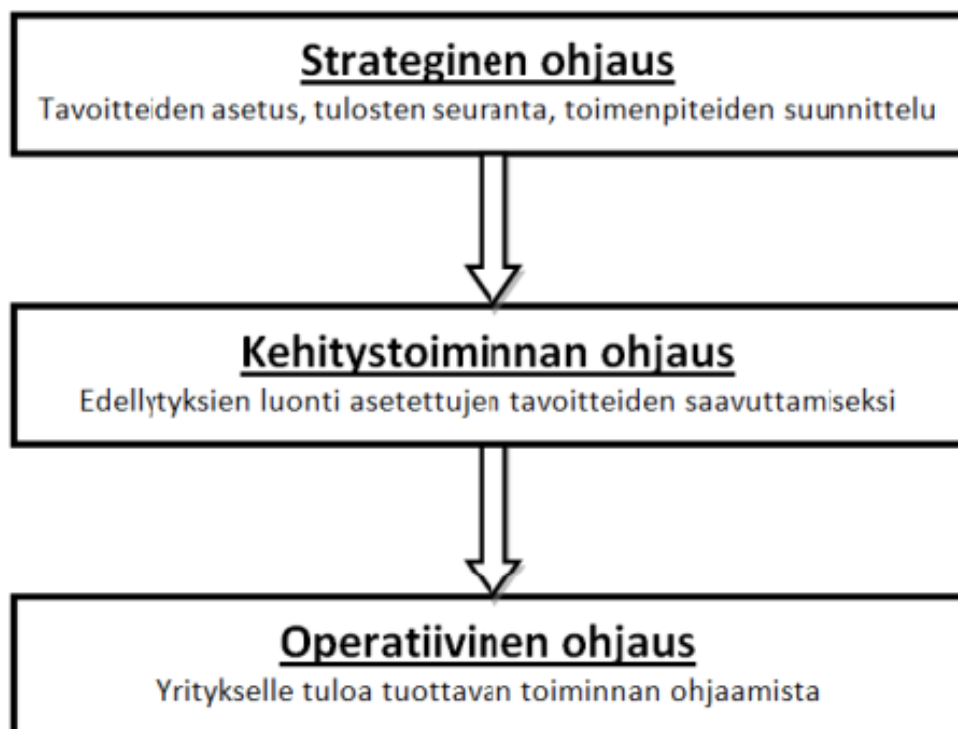 Strateginen ohjaus
Tavoitteiden asetus, tulosten seuranta, toimenpiteiden suunnittelu
Kehitystoiminnan ohjaus
Edellytyksien luonti asetettujen tavoitteiden saavuttamiseksi
Operatiivinen ohjaus
Yritykselle tuloa tuottavan toiminnan ohjaamista